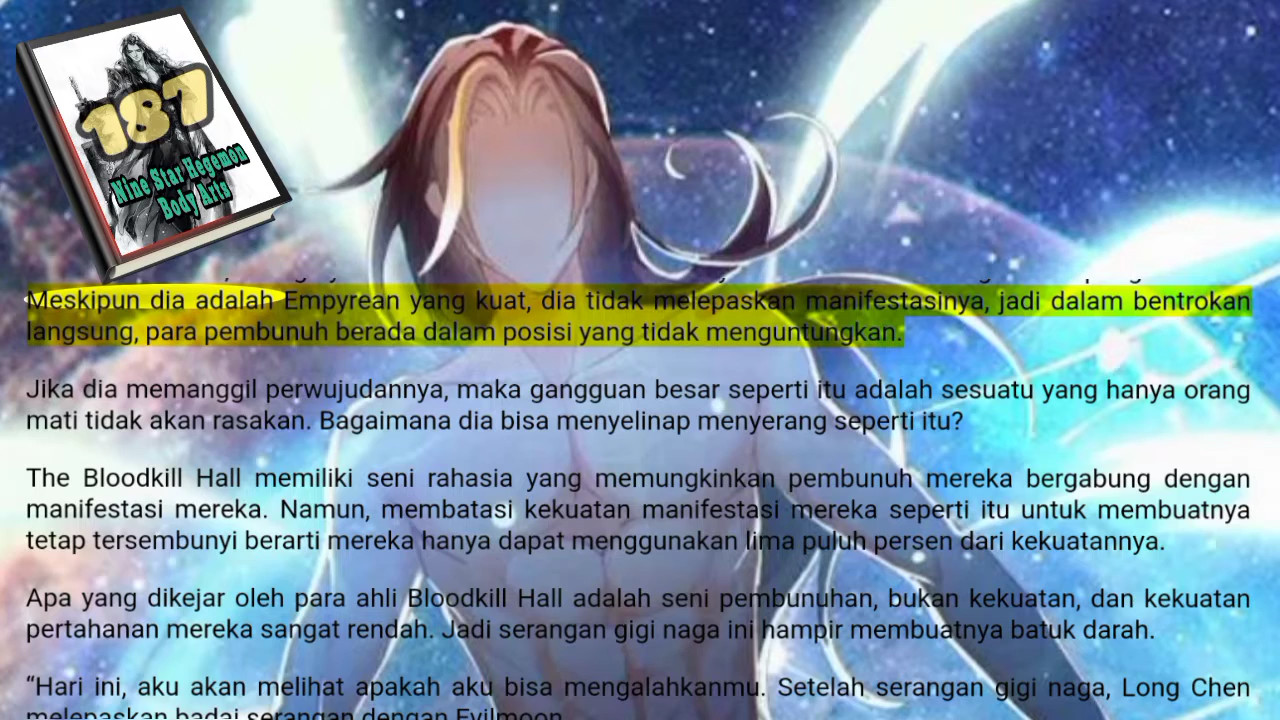 187
Nine Star Hegemon
Body Arts
Meskipun dia adalah Empyrean yang kuat, dia tidak melepaskan manifestasinya, jadi dalam bentrokan
langsung, para pembunuh berada dalam posisi yang tidak menguntungkan.
Jika dia memanggil perwujudannya, maka gangguan besar seperti itu adalah sesuatu yang hanya orang
mati tidak akan rasakan. Bagaimana dia bisa menyelinap menyerang seperti itu?
The Bloodkill Hall memiliki seni rahasia yang memungkinkan pembunuh mereka bergabung dengan
manifestasi mereka. Namun, membatasi kekuatan manifestasi mereka seperti itu untuk membuatnya
tetap tersembunyi berarti mereka hanya dapat menggunakan lima puluh persen dari kekuatannya.
Apa yang dikejar oleh para ahli Bloodkill Hall adalah seni pembunuhan, bukan kekuatan, dan kekuatan
pertahanan mereka sangat rendah. Jadi serangan gigi naga ini hampir membuatnya batuk darah.
“Hari ini, aku akan melihat apakah aku bisa mengalahkanmu. Setelah serangan gigi naga, Long Chen
melepaskan badai serangan dengan Evilmoon.